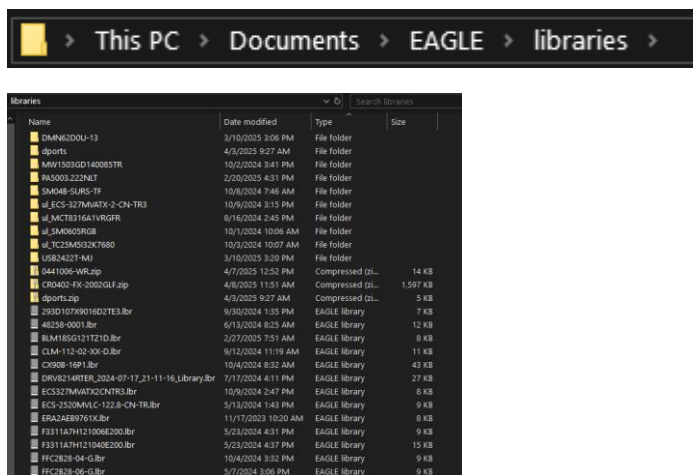 This PC > Documents > EAGLE > libraries >
libraries Search libraries
Name Date modified Type Size
DMN62D0U-13 3/10/2025 3:06 PM File folder
dports 4/3/2025 9:27 AM File folder
MW1503GD140085TR 10/2/2024 3:41 PM File folder
PA5003.222NLT 2/20/2025 4:31 PM File folder
SM04B-SURS-TF 10/8/2024 7:46 AM File folder
ul_ECS-327MVATX-2-CN-TR3 10/9/2024 3:15 PM File folder
ul_MCT8316A1VRGFR 8/16/2024 2:45 PM File folder
ul_SM0605RGB 10/1/2024 10:06 AM File folder
ul_TC25M5I32K7680 10/3/2024 10:07 AM File folder
USB2422T-MJ 3/10/2025 3:20 PM File folder
0441006-WR.zip 4/7/2025 12:52 PM Compressed (zi... 14 KB
CR0402-FX-2002GLF.zip 4/8/2025 11:51 AM Compressed (zi... 1,597 KB
dports.zip 4/3/2025 9:27 AM Compressed (zi... 5 KB
293D107X9016D2TE3.lbr 9/30/2024 1:35 PM EAGLE library 7 KB
48258-0001.lbr 6/13/2024 8:25 AM EAGLE library 12 KB
BLM18SG121TZ1D.lbr 2/27/2025 7:51 AM EAGLE library 8 KB
CLM-112-02-XX-D.lbr 9/12/2024 11:19 AM EAGLE library 11 KB
CX90B-16P1.lbr 10/4/2024 8:32 AM EAGLE library 43 KB
DRV8214RTER_2024-07-17_21-11-16_Library.lbr 7/17/2024 4:11 PM EAGLE library 27 KB
ECS327MVATX2CNTR3.lbr 10/9/2024 2:47 PM EAGLE library 8 KB
ECS-2520MVLC-122.8-CN-TR.lbr 5/13/2024 1:43 PM EAGLE library 9 KB
ERA2AEB9761X.lbr 11/17/2023 10:20 AM EAGLE library 8 KB
F3311A7H121006E200.lbr 5/23/2024 4:31 PM EAGLE library 9 KB
F3311A7H121040E200.lbr 5/23/2024 4:37 PM EAGLE library 15 KB
FFC2B28-04-G.lbr 10/4/2024 3:32 PM EAGLE library 9 KB
FFC2B28-06-G.lbr 5/7/2024 3:06 PM EAGLE library 9 KB